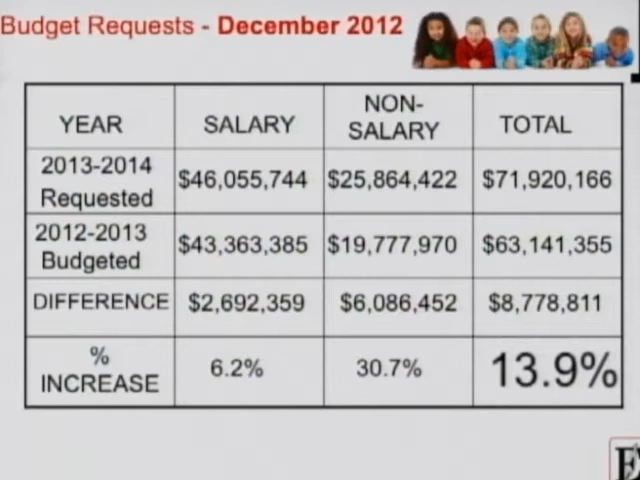 Budget Requests - December 2012
YEAR SALARY NON-SALARY TOTAL
2013-2014 Requested $46,055,744 $25,864,422 $71,920,166
2012-2013 Budgeted $43,363,385 $19,777,970 $63,141,355
DIFFERENCE $2,692,359 $6,086,452 $8,778,811
% INCREASE 6.2% 30.7% 13.9%
E